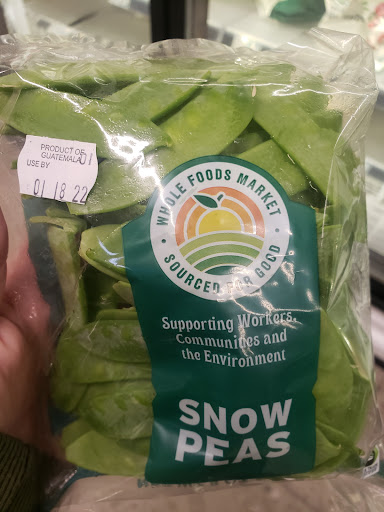 PRODUCT OF
GUATEMALA
USE BY
01 18 22
WHOLE FOODS MARKET
SOURCED FOR GOOD
Supporting Workers,
Communities and
the Environment
SNOW
PEAS